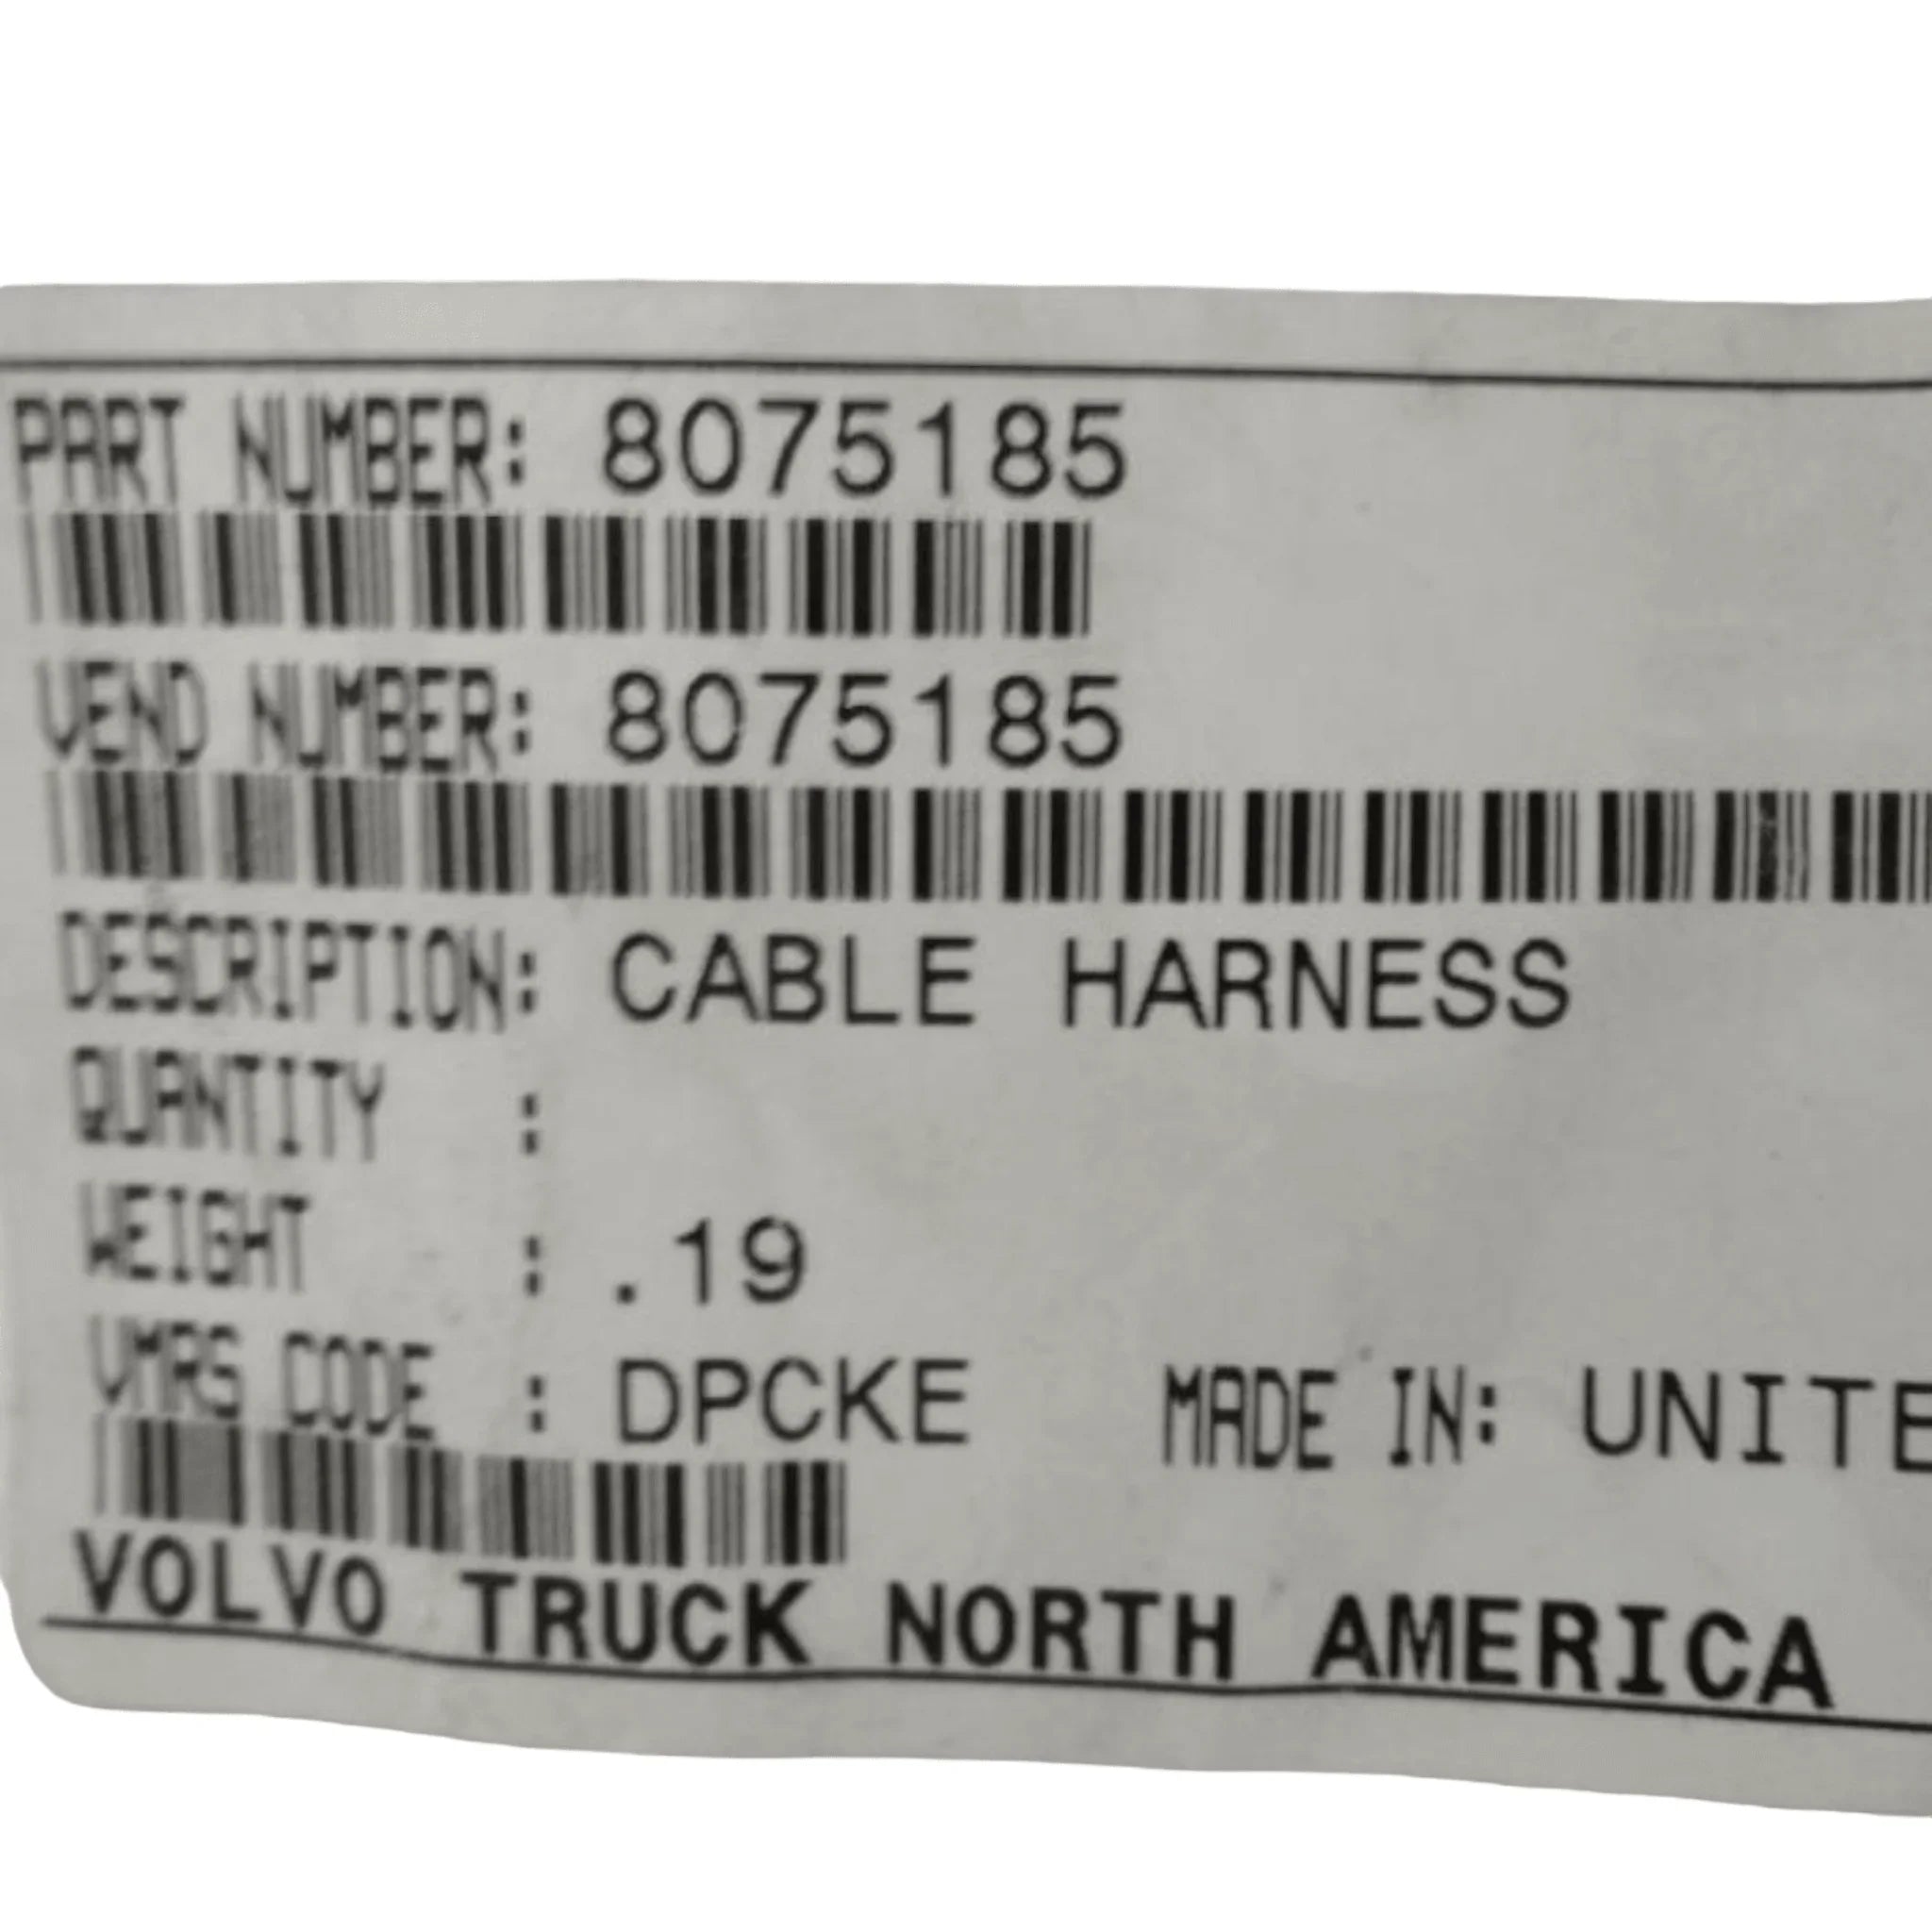 PART NUMBER: 8075185
VEND NUMBER: 8075185
DESCRIPTION: CABLE HARNESS
QUANTITY :
WEIGHT : .19
VMRS CODE : DPCKE MADE IN: UNITE
VOLVO TRUCK NORTH AMERICA